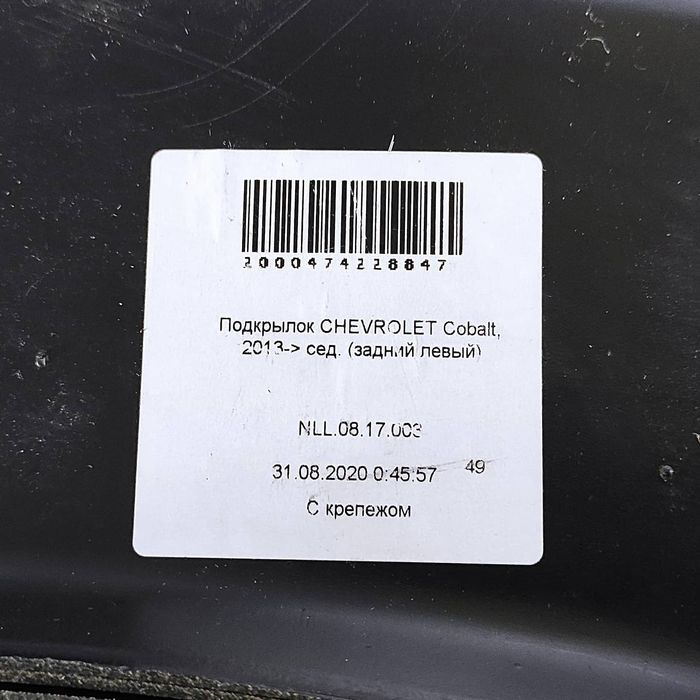 2000474228847
Подкрылок CHEVROLET Cobalt,
2013-> сед. (задний левый)
NLL.08.17.003
31.08.2020 0:45:57 49
С крепежом